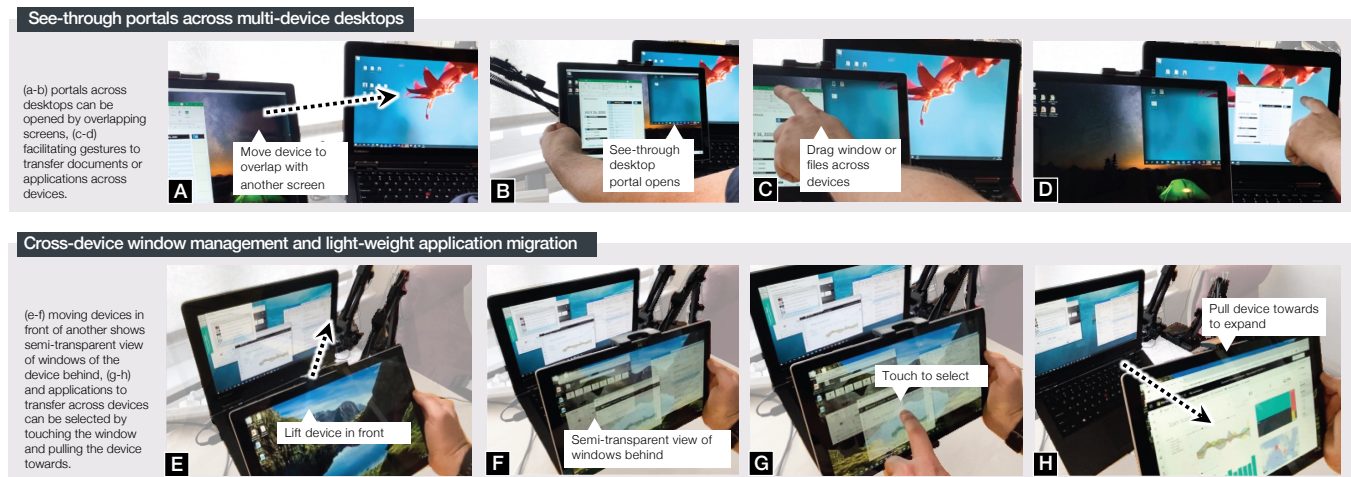 See-through portals across multi-device desktops
(a-b) portals across
desktops can be
opened by overlapping
screens, (c-d)
facilitating gestures to
transfer documents or
applications across
devices.
Move device to
overlap with
another screen
A
See-through
desktop
portal opens
B
Drag window or
files across
devices
C
D
Cross-device window management and light-weight application migration
(e-f) moving devices in
front of another shows
semi-transparent view
of windows of the
device behind, (g-h)
and applications to
transfer across devices
can be selected by
touching the window
and pulling the device
towards.
Lift device in front
E
Semi-transparent view of
windows behind
F
Touch to select
G
Pull device towards
to expand
H